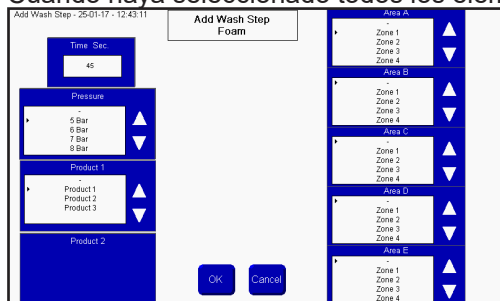 Cuando haya seleccionado todos los
Add Wash Step - 25-01-17 - 12:43:11
Add Wash Step
Foam
Time Sec.
45
Pressure
-
5 Bar
6 Bar
7 Bar
8 Bar
Product 1
-
Product 1
Product 2
Product 3
Product 2
OK
Cancel
Area A
-
Zone 1
Zone 2
Zone 3
Zone 4
Area B
-
Zone 1
Zone 2
Zone 3
Zone 4
Area C
-
Zone 1
Zone 2
Zone 3
Zone 4
Area D
-
Zone 1
Zone 2
Zone 3
Zone 4
Area E
-
Zone 1
Zone 2
Zone 3
Zone 4